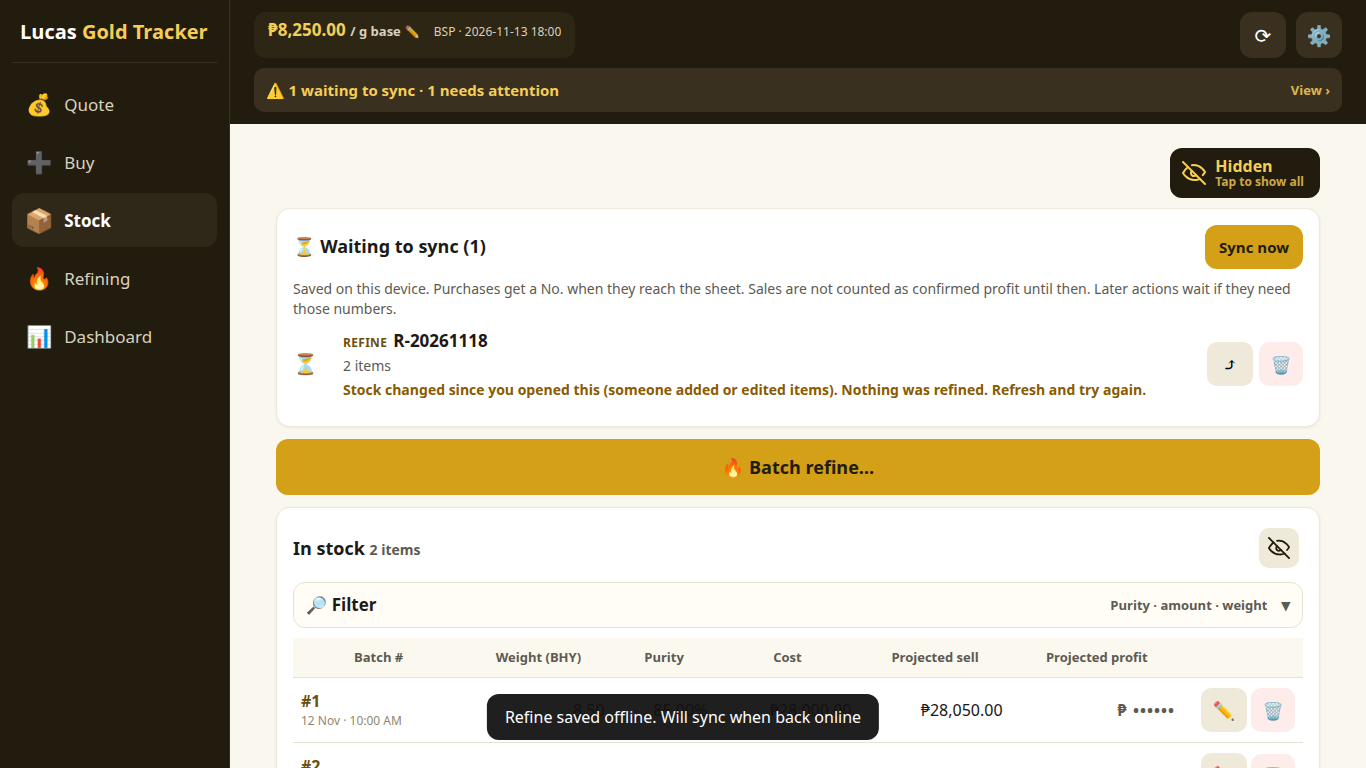 Lucas Gold Tracker
₱8,250.00 / g base BSP · 2026-11-13 18:00
1 waiting to sync · 1 needs attention
View ›
Quote
Buy
Stock
Refining
Dashboard
Hidden
Tap to show all
Waiting to sync (1)
Sync now
Saved on this device. Purchases get a No. when they reach the sheet. Sales are not counted as confirmed profit until then. Later actions wait if they need
those numbers.
REFINE R-20261118
2 items
Stock changed since you opened this (someone added or edited items). Nothing was refined. Refresh and try again.
Batch refine...
In stock 2 items
Filter
Purity · amount · weight ▼
Batch # Weight (BHY) Purity Cost Projected sell Projected profit
#1
12 Nov · 10:00 AM
₱28,050.00
₱ ••••••
Refine saved offline. Will sync when back online
#2